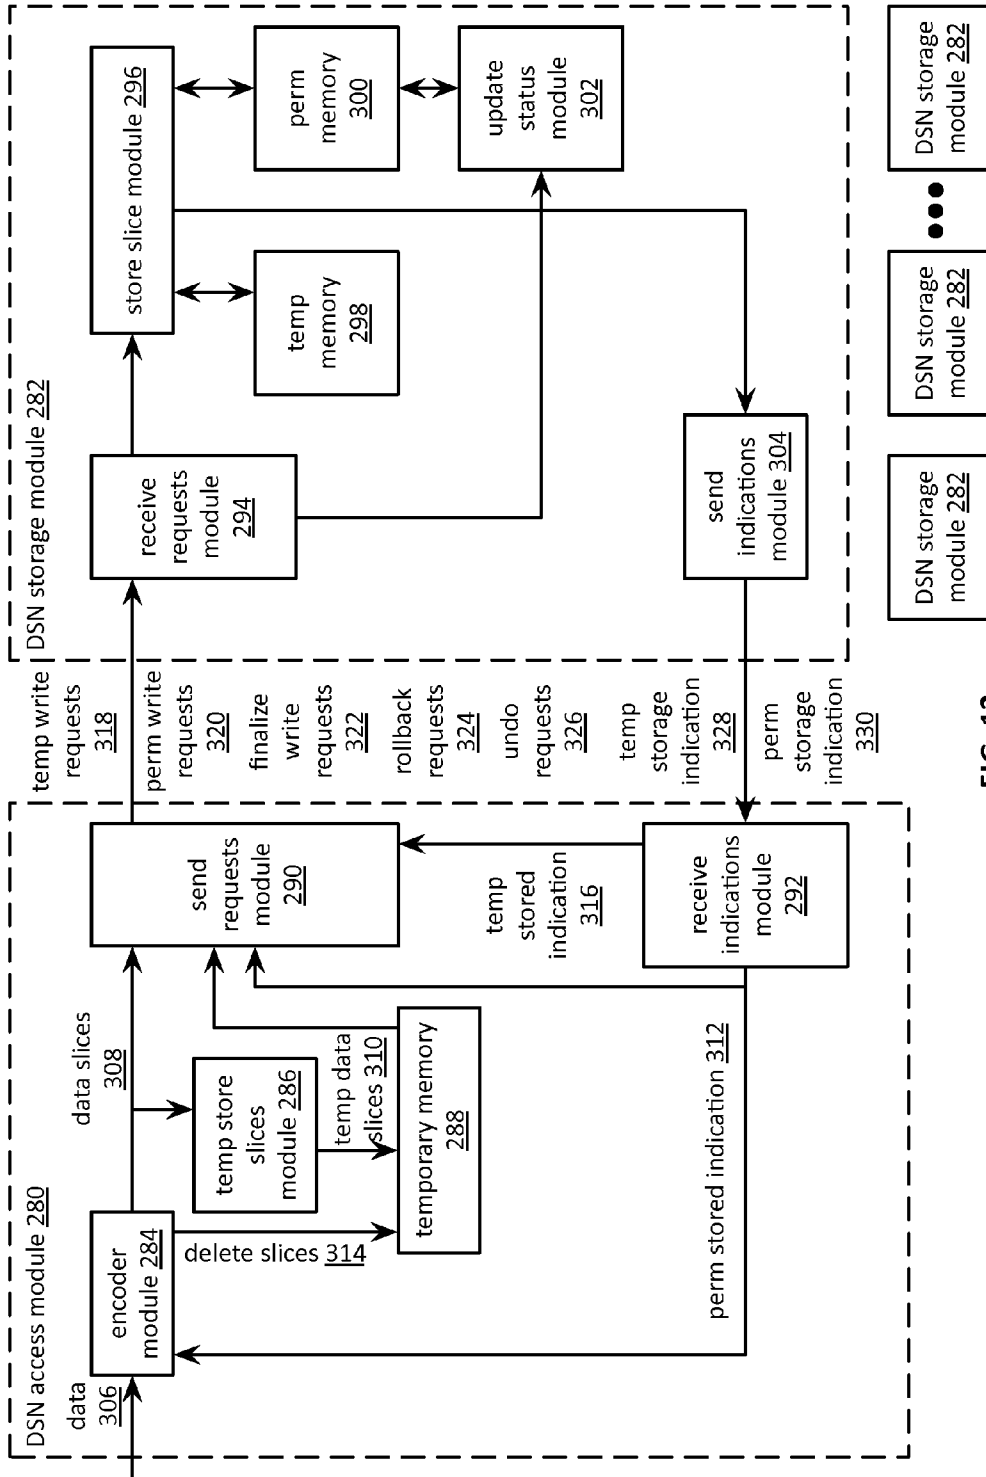 DSN access module 280
data
306
encoder
module 284
data slices
308
delete slices 314
temp store
slices
module 286
temp data
slices 310
temporary memory
288
send
requests
module
290
temp
stored
indication
316
receive
indications
module
292
perm stored indication 312
temp write
requests
318
perm write
requests
320
finalize
write
requests
322
rollback
requests
324
undo
requests
326
temp
storage
indication
328
perm
storage
indication
330
DSN storage module 282
receive
requests
module
294
store slice module 296
temp
memory
298
perm
memory
300
update
status
module
302
send
indications
module 304
DSN storage
module 282
DSN storage
module 282
DSN storage
module 282